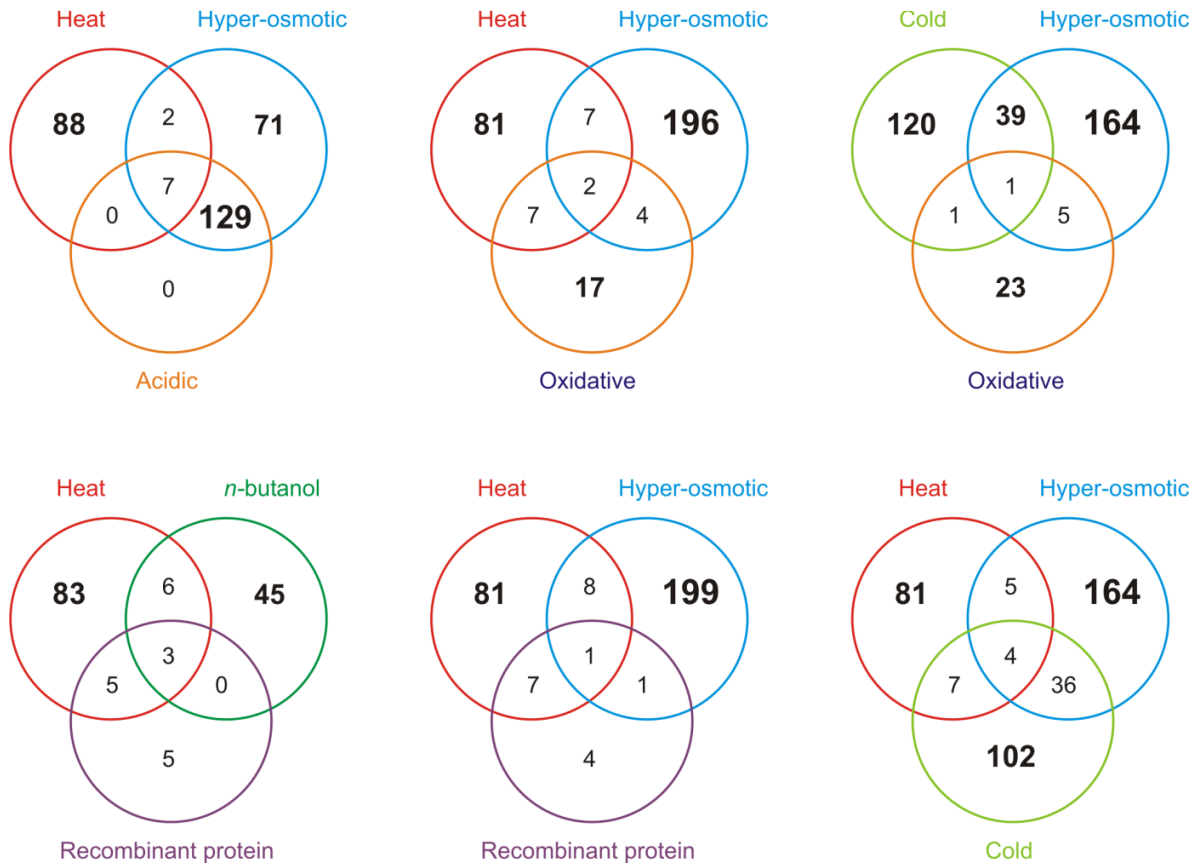 Heat Hyper-osmotic Heat Hyper-osmotic Cold Hyper-osmotic
88 2 71 81 7 196 120 39 164
7 2 1
0 129 7 4 1 5
0 17 23
Acidic Oxidative Oxidative
Heat n-butanol Heat Hyper-osmotic Heat Hyper-osmotic
83 6 45 81 8 199 81 5 164
3 1 4
5 0 7 1 7 36
5 4 102
Recombinant protein Recombinant protein Cold